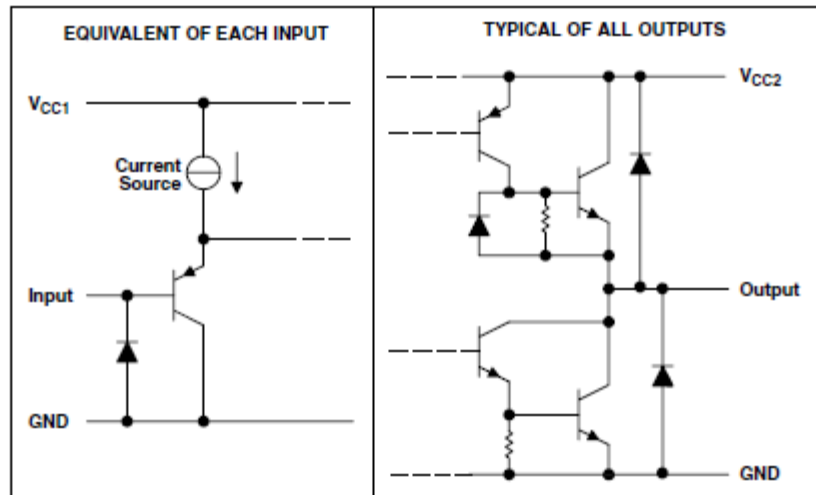 EQUIVALENT OF EACH INPUT
VCC1
Current
Source
Input
GND
TYPICAL OF ALL OUTPUTS
VCC2
Output
GND